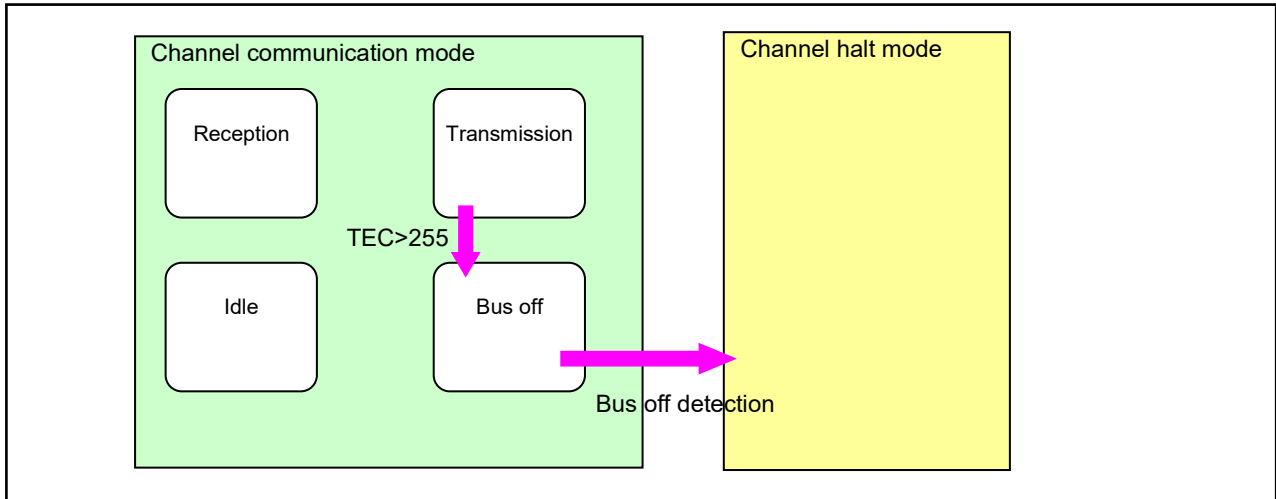 Channel communication mode
Channel halt mode
Reception
Transmission
TEC>255
Idle
Bus off
Bus off detection